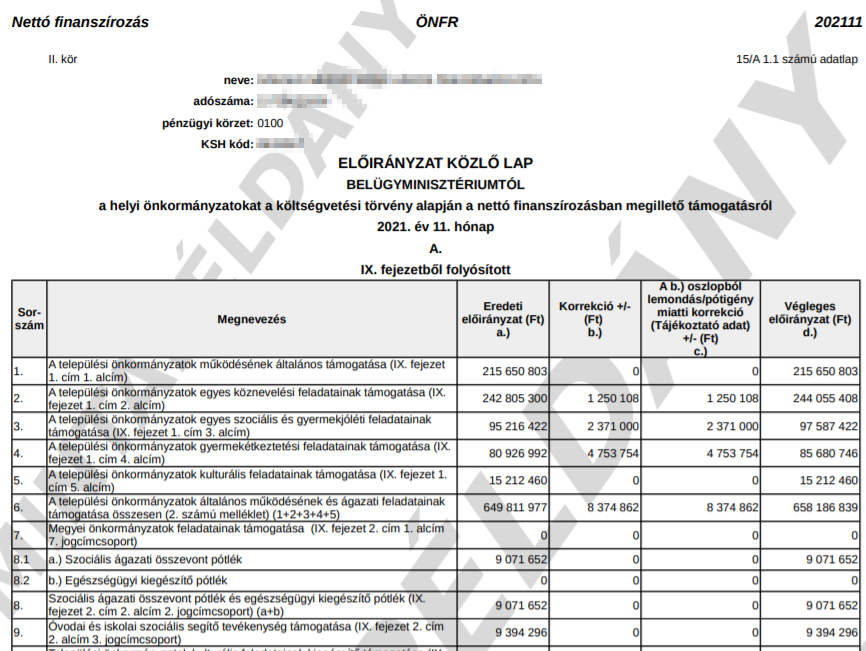 Nettó finanszírozás ÖNFR 202111
II. kör 15/A 1.1 számú adatlap
neve:
adószáma:
pénzügyi körzet: 0100
KSH kód:
ELŐIRÁNYZAT KÖZLŐ LAP
BELÜGYMINISZTÉRIUMTÓL
a helyi önkormányzatokat a költségvetési törvény alapján a nettó finanszírozásban megillető támogatásról
2021. év 11. hónap
A.
IX. fejezetből folyósított
Sor-
szám
Megnevezés
Eredeti
előirányzat (Ft)
a.)
Korrekció +/-
(Ft)
b.)
A b.) oszlopból
lemondás/pótigény
miatti korrekció
(Tájékoztató adat)
+/- (Ft)
c.)
Végleges
előirányzat (Ft)
d.)
1. A települési önkormányzatok működésének általános támogatása (IX. fejezet
1. cím 1. alcím) 215 650 803 0 0 215 650 803
2. A települési önkormányzatok egyes köznevelési feladatainak támogatása (IX.
fejezet 1. cím 2. alcím) 242 805 300 1 250 108 1 250 108 244 055 408
3. A települési önkormányzatok egyes szociális és gyermekjóléti feladatainak
támogatása (IX. fejezet 1. cím 3. alcím) 95 216 422 2 371 000 2 371 000 97 587 422
4. A települési önkormányzatok gyermekétkeztetési feladatainak támogatása (IX.
fejezet 1. cím 4. alcím) 80 926 992 4 753 754 4 753 754 85 680 746
5. A települési önkormányzatok kulturális feladatainak támogatása (IX. fejezet 1.
cím 5. alcím) 15 212 460 0 0 15 212 460
6. A települési önkormányzatok általános működésének és ágazati feladatainak
támogatása összesen (2. számú melléklet) (1+2+3+4+5) 649 811 977 8 374 862 8 374 862 658 186 839
7. Megyei önkormányzatok feladatainak támogatása (IX. fejezet 2. cím 1. alcím
7. jogcímcsoport) 0 0 0 0
8.1 a.) Szociális ágazati összevont pótlék 9 071 652 0 0 9 071 652
8.2 b.) Egészségügyi kiegészítő pótlék 0 0 0 0
8. Szociális ágazati összevont pótlék és egészségügyi kiegészítő pótlék (IX.
fejezet 2. cím 2. alcím 2. jogcímcsoport) (a+b) 9 071 652 0 0 9 071 652
9. Óvodai és iskolai szociális segítő tevékenység támogatása (IX. fejezet 2. cím
2. alcím 3. jogcímcsoport) 9 394 296 0 0 9 394 296
MINTAPÉLDÁNY